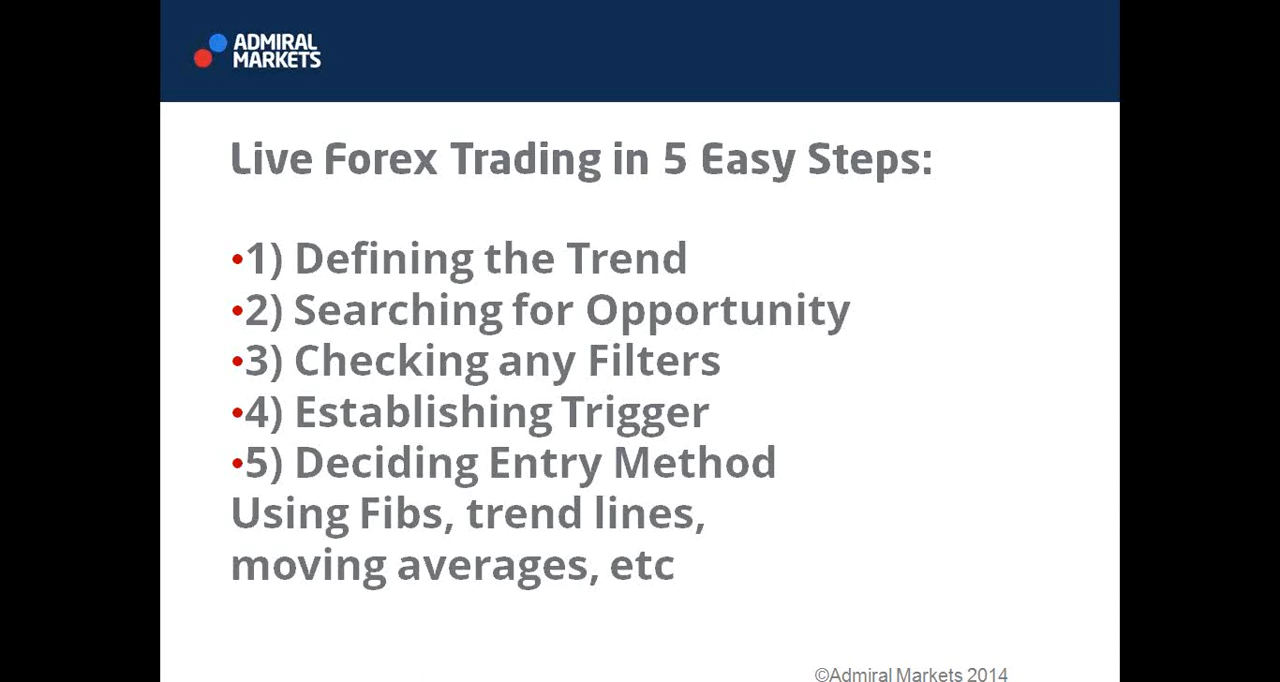 ADMIRAL
MARKETS
Live Forex Trading in 5 Easy Steps:
•1) Defining the Trend
•2) Searching for Opportunity
•3) Checking any Filters
•4) Establishing Trigger
•5) Deciding Entry Method
Using Fibs, trend lines,
moving averages, etc
©Admiral Markets 2014